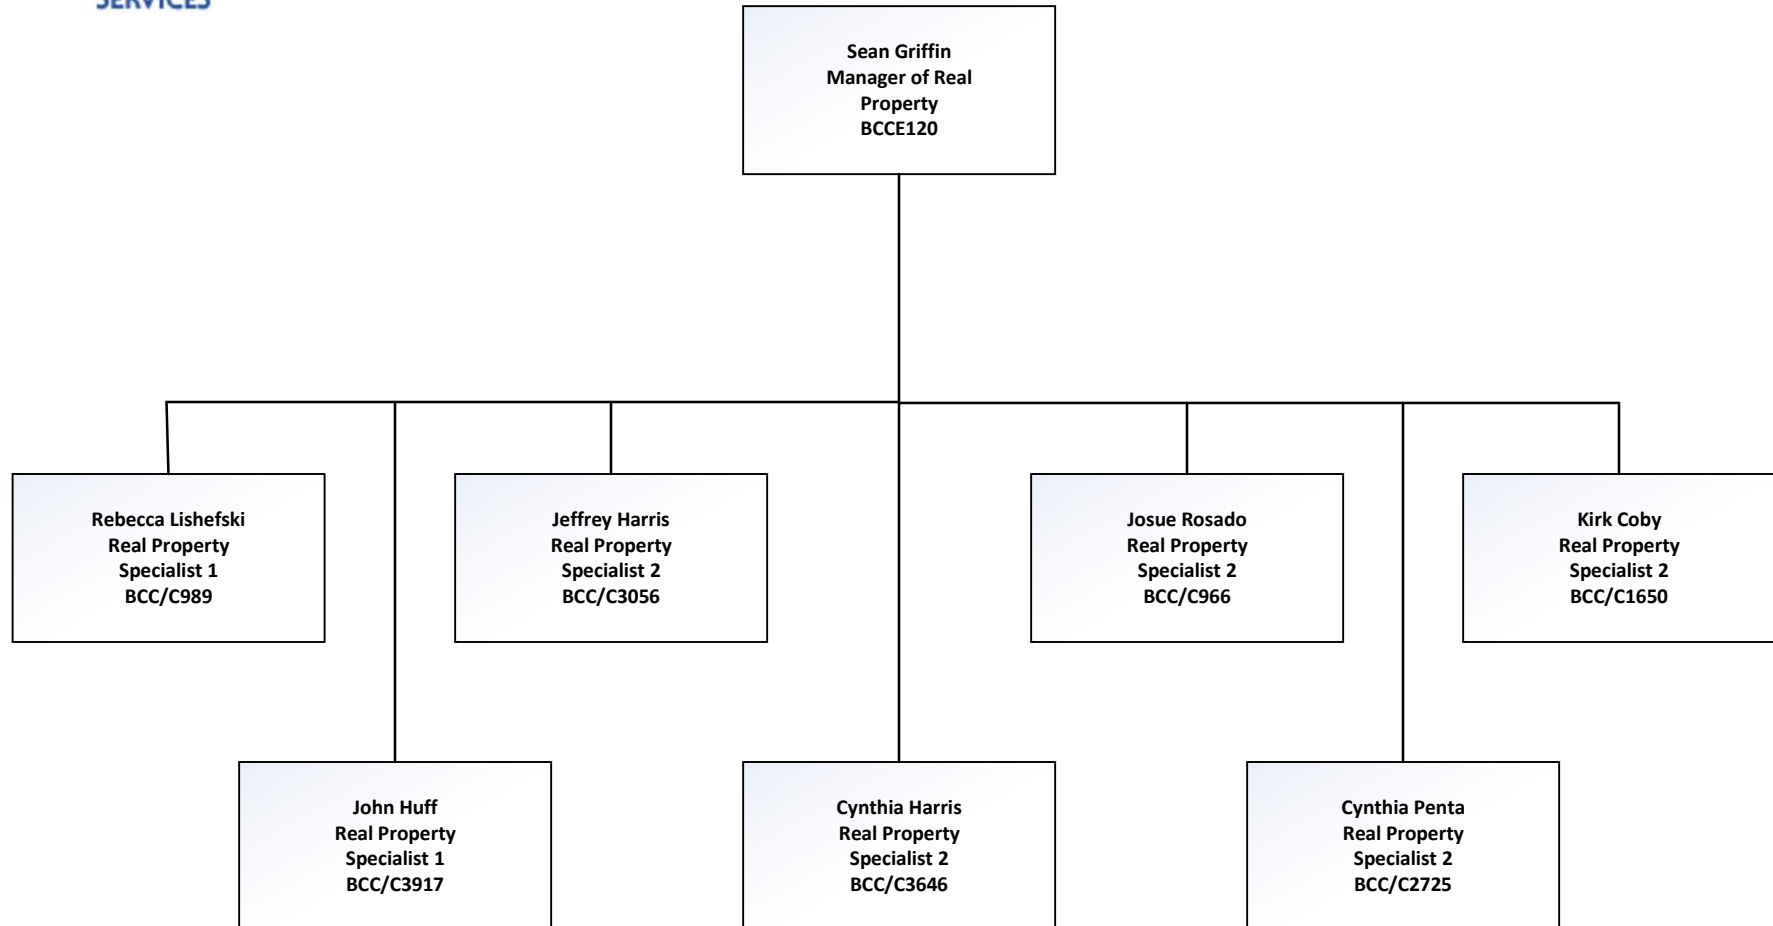 SERVICES
Sean Griffin
Manager of Real
Property
BCCE120
Rebecca Lishefski
Real Property
Specialist 1
BCC/C989
Jeffrey Harris
Real Property
Specialist 2
BCC/C3056
Josue Rosado
Real Property
Specialist 2
BCC/C966
Kirk Coby
Real Property
Specialist 2
BCC/C1650
John Huff
Real Property
Specialist 1
BCC/C3917
Cynthia Harris
Real Property
Specialist 2
BCC/C3646
Cynthia Penta
Real Property
Specialist 2
BCC/C2725